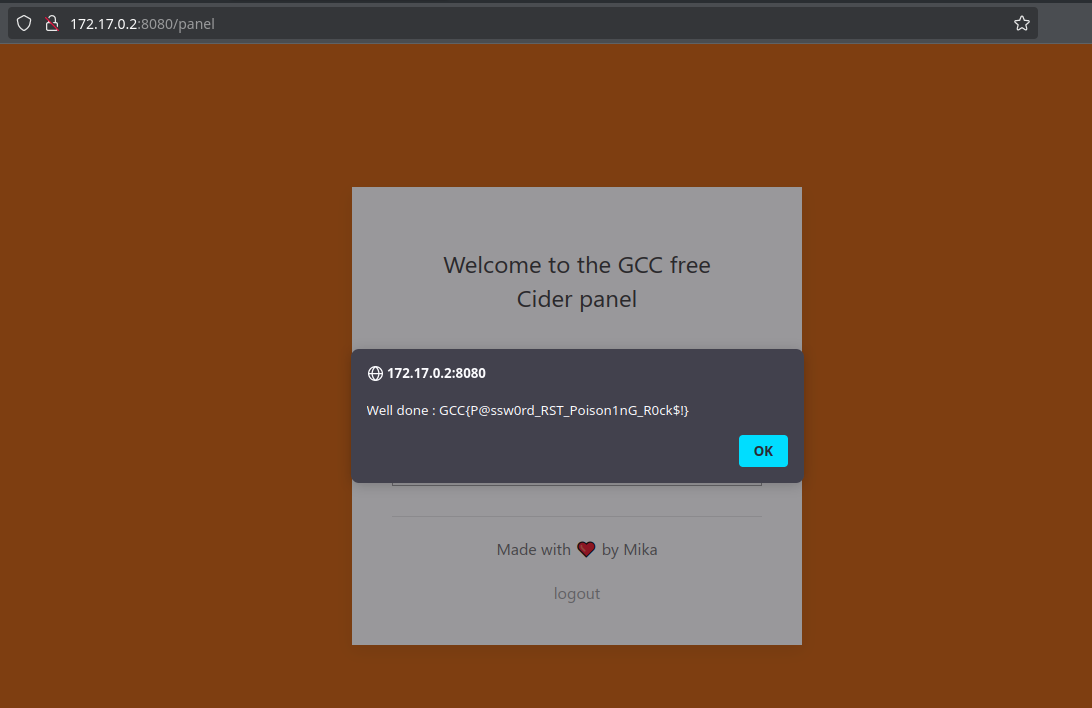 172.17.0.2:8080/panel
Welcome to the GCC free
Cider panel
172.17.0.2:8080
Well done : GCC{P@ssw0rd_RST_Poison1nG_R0ck$!}
OK
Made with ❤ by Mika
logout